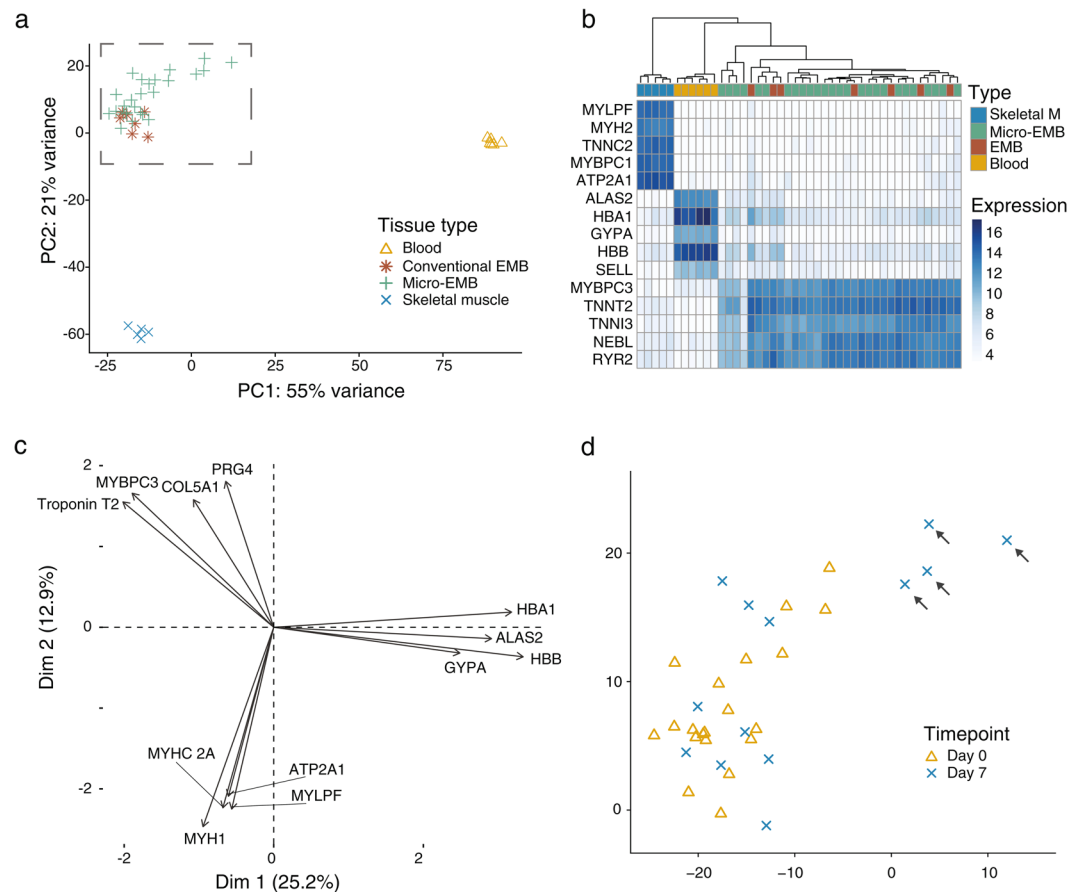 a
PC2: 21% variance
20
0
-20
-40
-60
-25
0
25
50
75
PC1: 55% variance
Tissue type
Blood
Conventional EMB
Micro-EMB
Skeletal muscle
b
MYLPF
MYH2
TNNC2
MYBPC1
ATP2A1
ALAS2
HBA1
GYPA
HBB
SELL
MYBPC3
TNNT2
TNNI3
NEBL
RYR2
Type
Skeletal M
Micro-EMB
EMB
Blood
Expression
16
14
12
10
8
6
4
c
Dim 2 (12.9%)
2
0
-2
PRG4
MYBPC3
COL5A1
Troponin T2
HBA1
ALAS2
HBB
GYPA
MYHC 2A
ATP2A1
MYLPF
MYH1
-2
0
2
Dim 1 (25.2%)
d
20
10
0
Timepoint
Day 0
Day 7
−20
−10
0
10